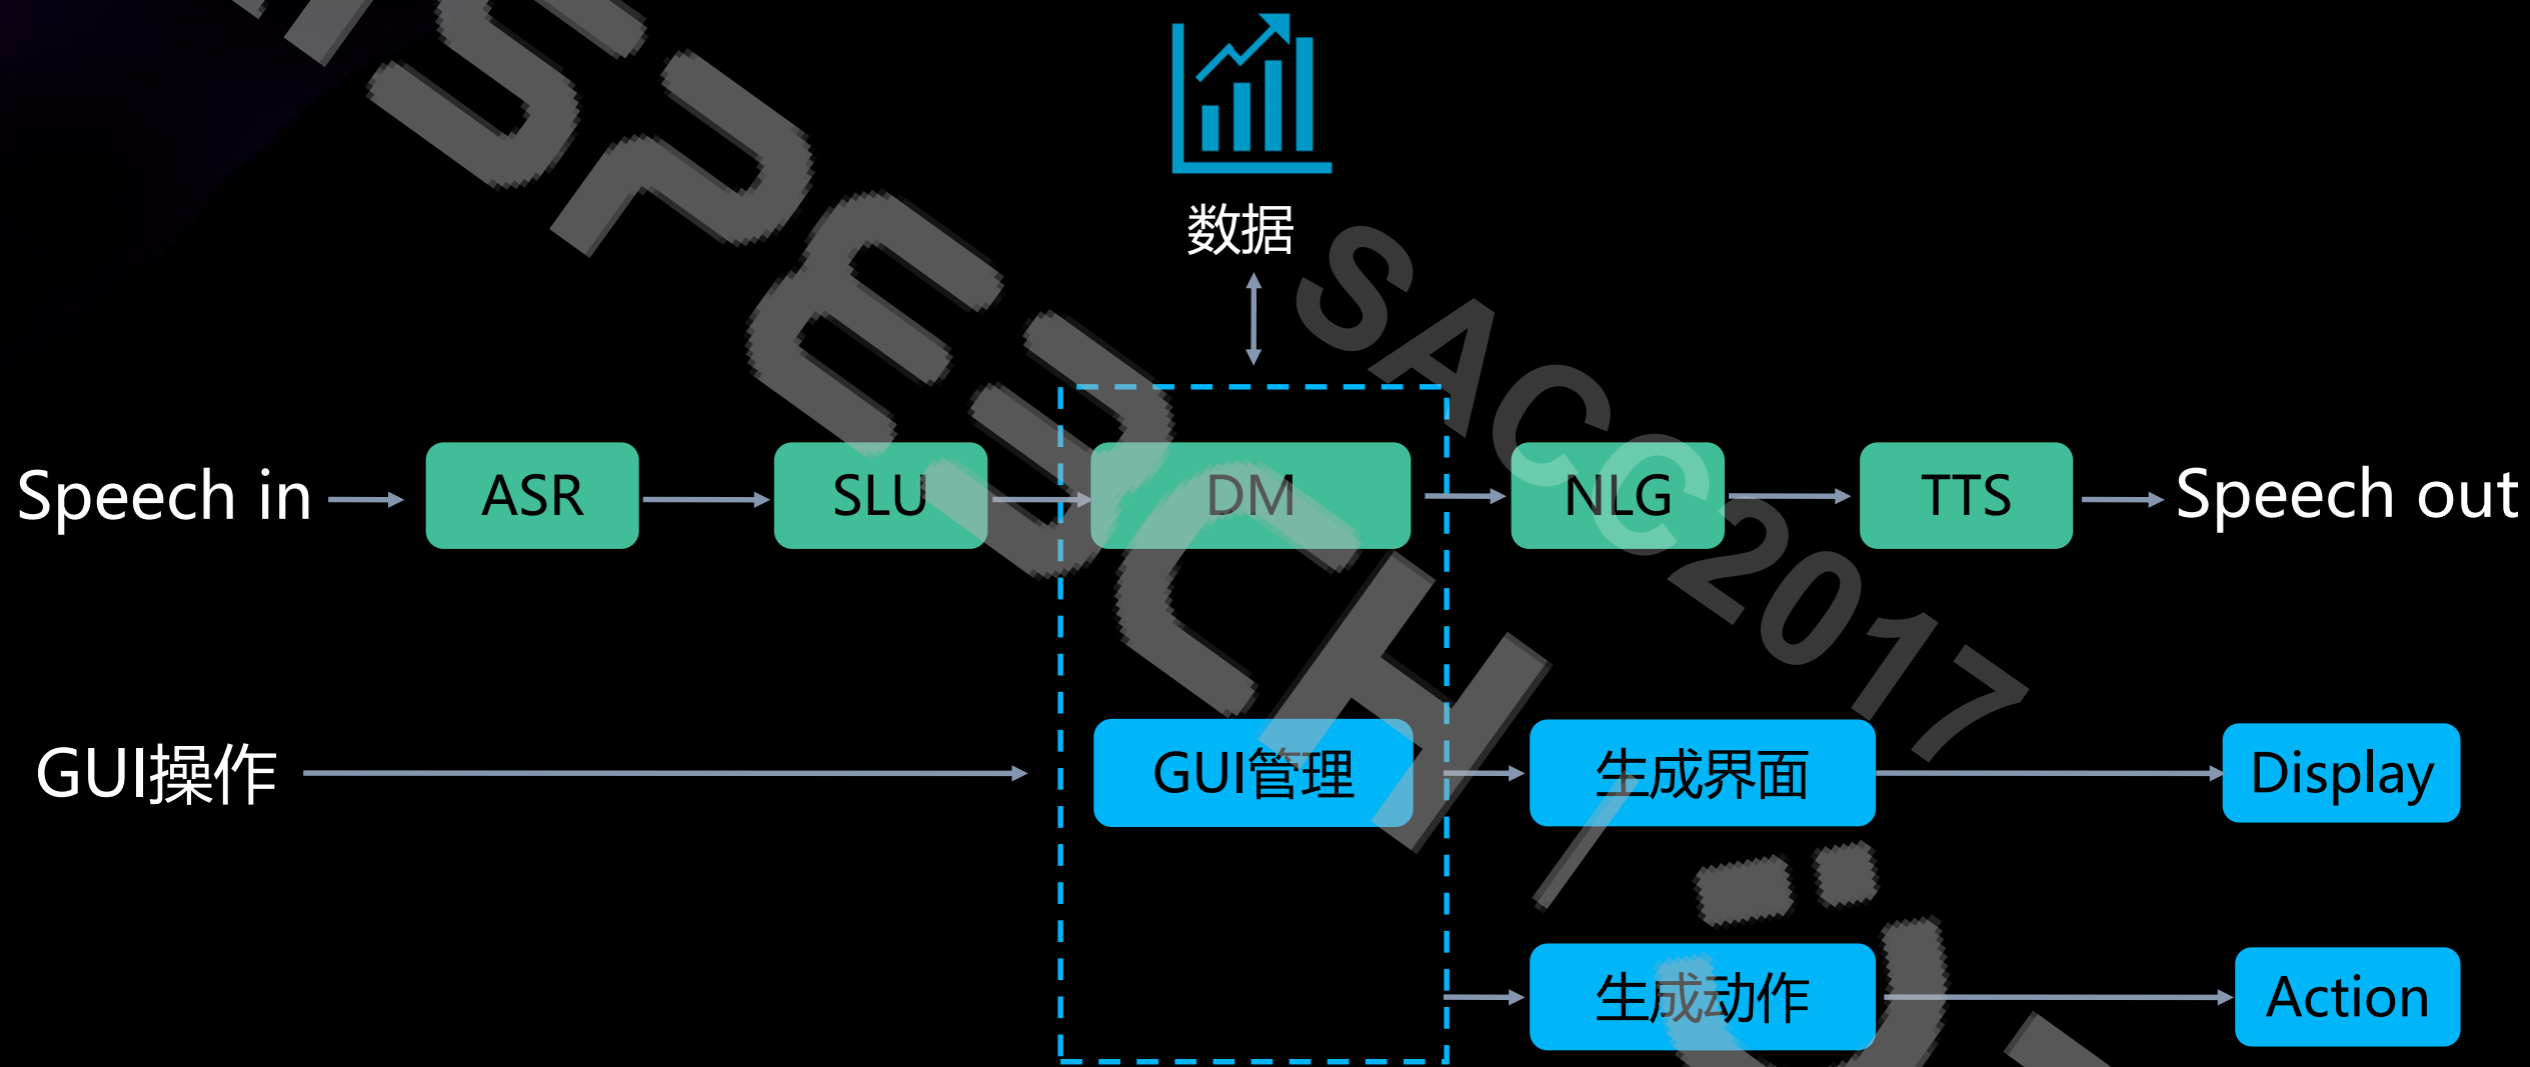 数据
Speech in
ASR
SLU
DM
NLG
TTS
Speech out
GUI操作
GUI管理
生成界面
Display
生成动作
Action
SACC2017